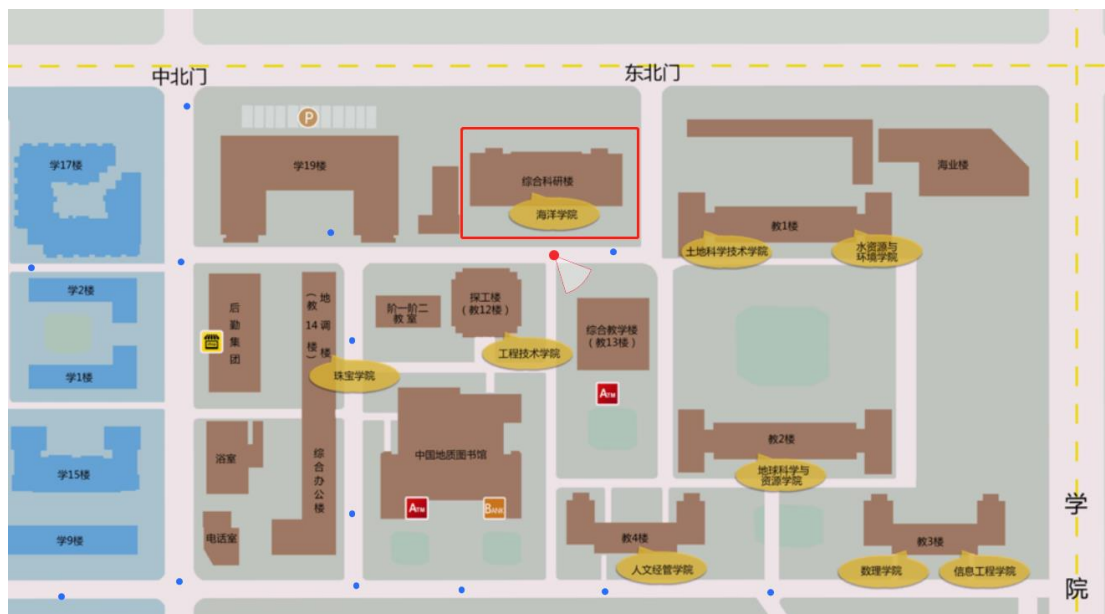 中北门
东北门
P
学17楼
学19楼
综合科研楼
海洋学院
海业楼
教1楼
土地科学技术学院
水资源与
环境学院
学2楼
后勤集团
地调楼
(教14楼)
阶一阶二
教室
探工楼
(教12楼)
综合教学楼
(教13楼)
工程技术学院
学1楼
珠宝学院
ATM
学15楼
浴室
综合办公楼
中国地质图书馆
教2楼
地球科学与
资源学院
ATM
BANK
学9楼
电话室
教4楼
人文经管学院
教3楼
数理学院
信息工程学院
学院